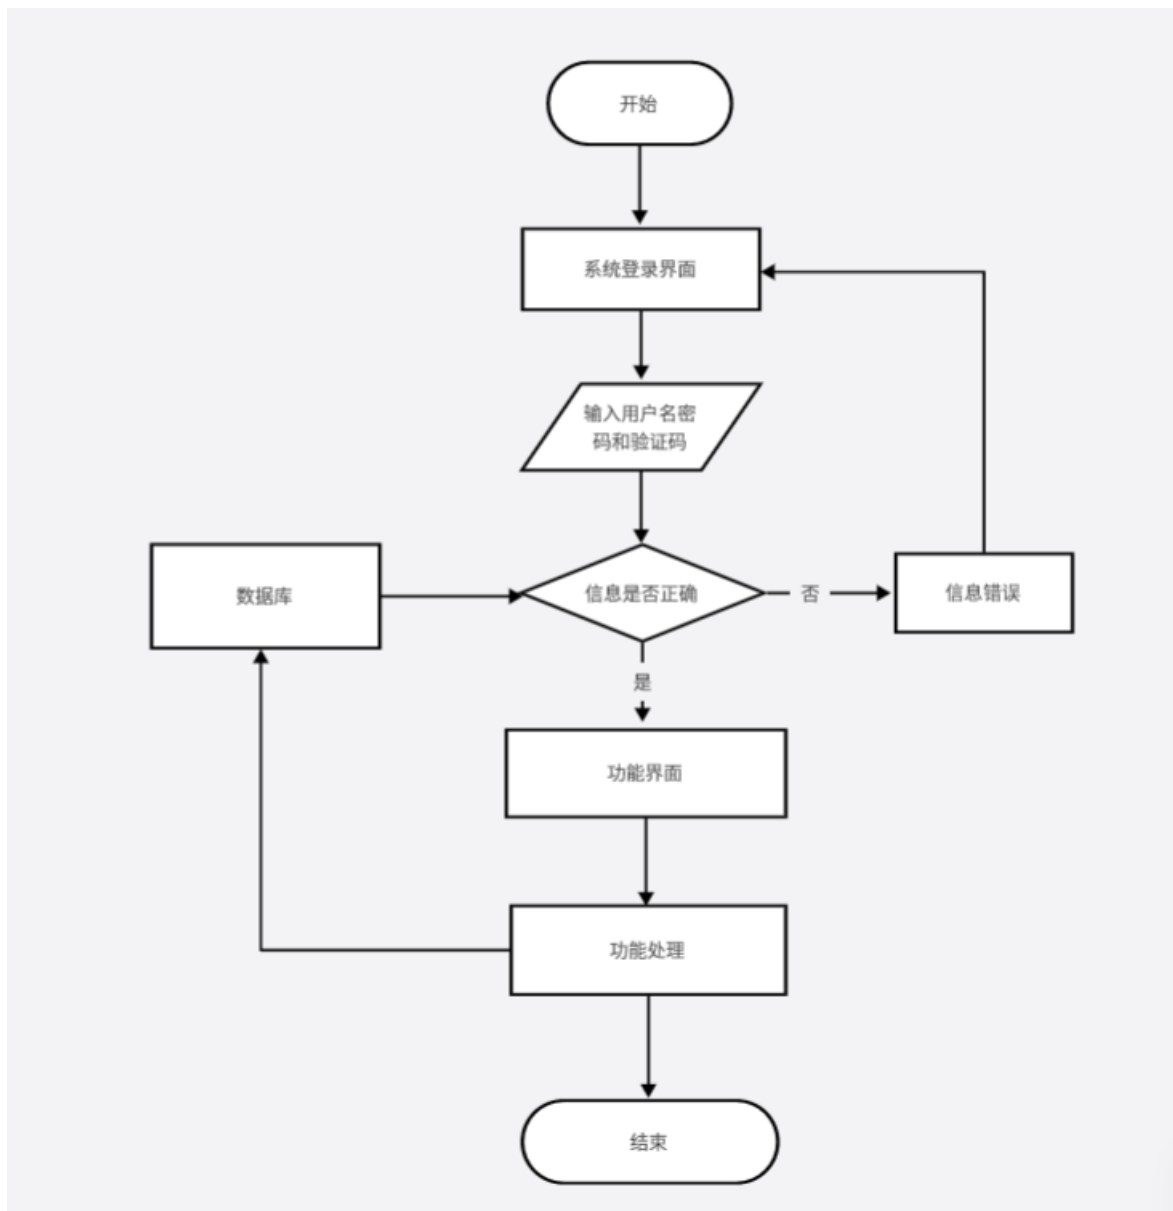 开始
系统登录界面
输入用户名密
码和验证码
数据库
信息是否正确
否
信息错误
是
功能界面
功能处理
结束